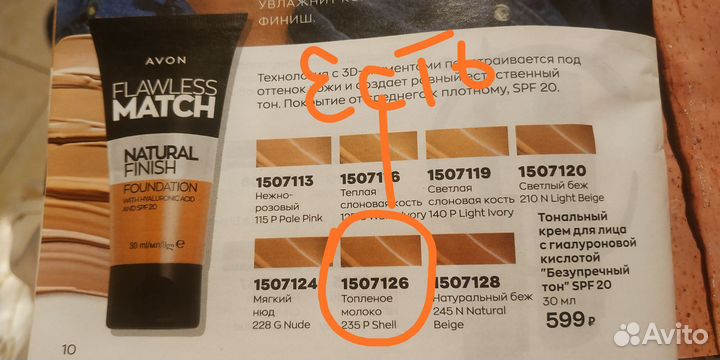 УВЛАЖНИТ
ФИНИШ.
AVON
FLAWLESS
MATCH
NATURAL
FINISH
FOUNDATION
WITH HYALURONIC ACID
AND SPF 20
30 ml/мл/
ЕСТЬ
Технология с 3D- под
оттенок кожи и создает ровный естественный
тон. Покрытие от среднего к плотному, SPF 20.
1507113
Нежно-
розовый
115 P Pale Pink
1507116
Теплая
слоновая кость
Ivory
1507119
Светлая
слоновая кость
140 P Light Ivory
1507120
Светлый беж
210 N Light Beige
1507124
Мягкий
нюд
228 G Nude
1507126
Топленое
молоко
235 P Shell
1507128
Натуральный беж
245 N Natural
Beige
Тональный
крем для лица
с гиалуроновой
кислотой
"Безупречный
тон" SPF 20
30 мл
599 ₽
10
Avito